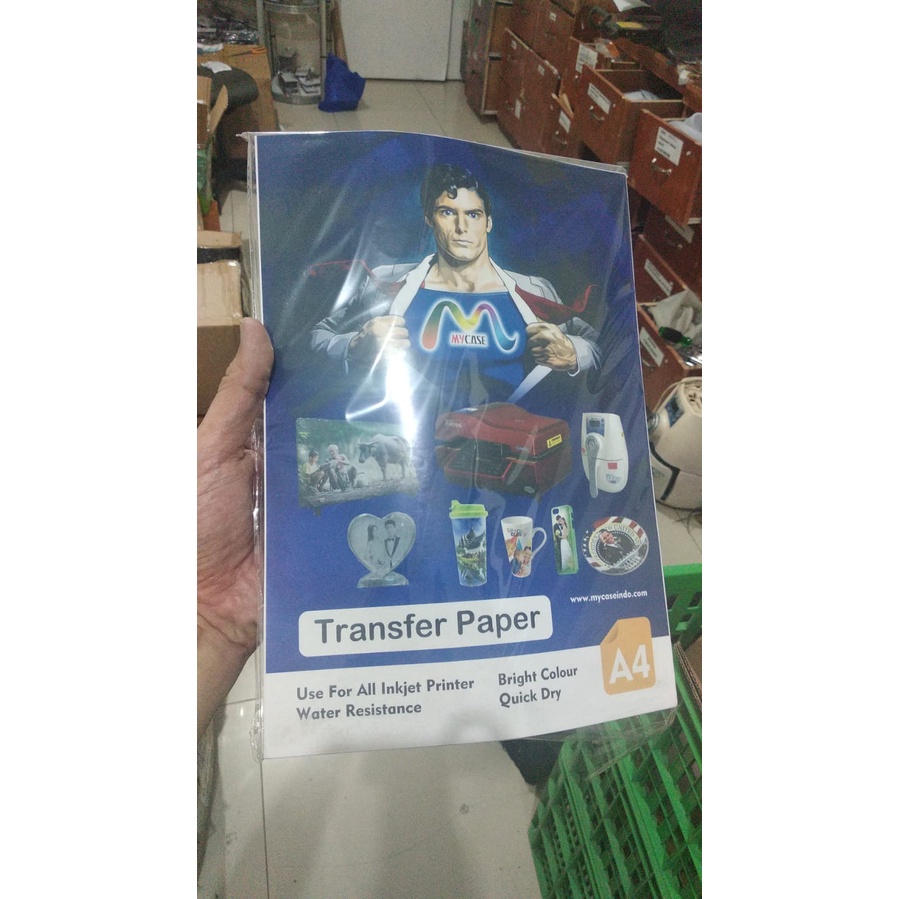 MYCASE
www.mycaseindo.com
Transfer Paper
A4
Use For All Inkjet Printer
Water Resistance
Bright Colour
Quick Dry